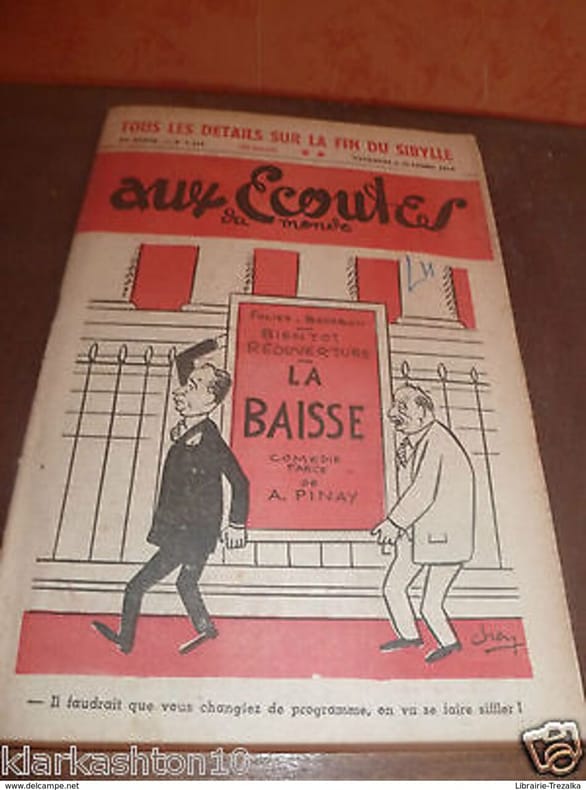 TOUS LES DETAILS SUR LA FIN DU SIBYLLE
aux Ecoutes
du monde
LU
FOLIES-BOURBON
BIENTOT
RÉOUVERTURE
LA
BAISSE
COMEDIE
FARCE
DE
A. PINAY
chay
— Il faudrait que vous changiez de programme, on va se faire siffler !
klarkashton10
delcampe.net
Librairie-Trezalka